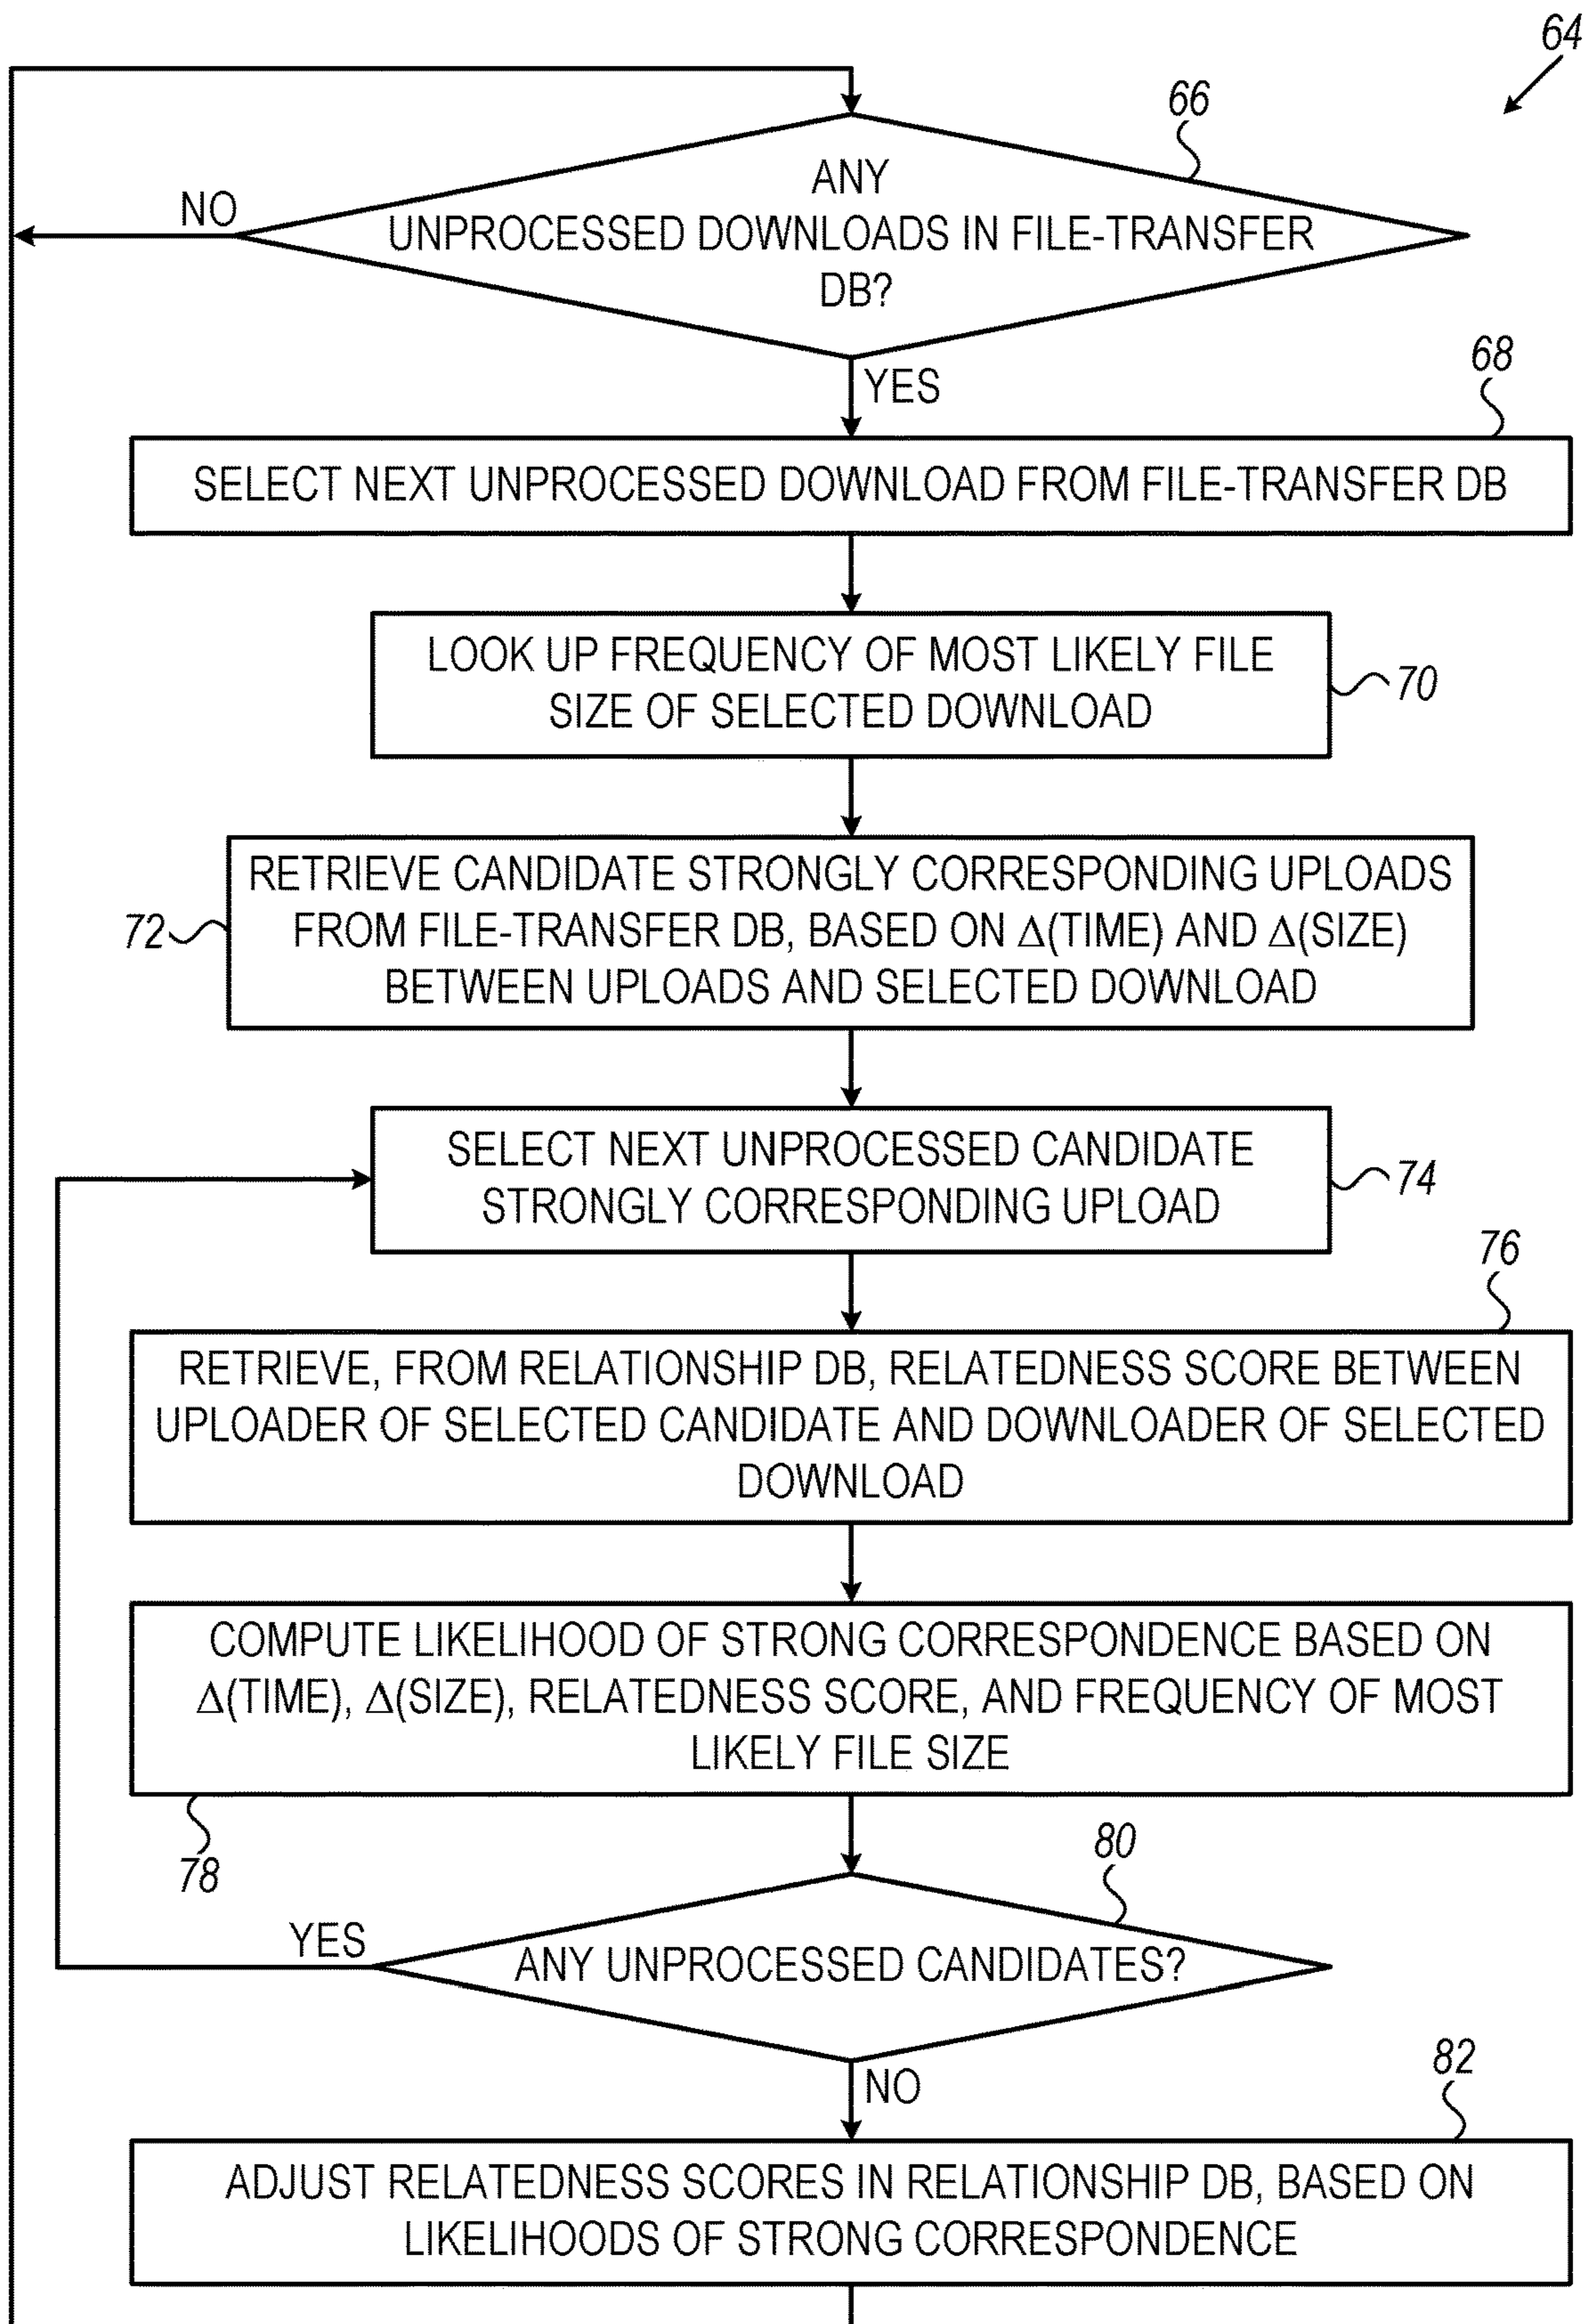 64
66
ANY
UNPROCESSED DOWNLOADS IN FILE-TRANSFER
DB?
NO
YES
68
SELECT NEXT UNPROCESSED DOWNLOAD FROM FILE-TRANSFER DB
LOOK UP FREQUENCY OF MOST LIKELY FILE
SIZE OF SELECTED DOWNLOAD
70
RETRIEVE CANDIDATE STRONGLY CORRESPONDING UPLOADS
FROM FILE-TRANSFER DB, BASED ON Δ(TIME) AND Δ(SIZE)
BETWEEN UPLOADS AND SELECTED DOWNLOAD
72
SELECT NEXT UNPROCESSED CANDIDATE
STRONGLY CORRESPONDING UPLOAD
74
76
RETRIEVE, FROM RELATIONSHIP DB, RELATEDNESS SCORE BETWEEN
UPLOADER OF SELECTED CANDIDATE AND DOWNLOADER OF SELECTED
DOWNLOAD
COMPUTE LIKELIHOOD OF STRONG CORRESPONDENCE BASED ON
Δ(TIME), Δ(SIZE), RELATEDNESS SCORE, AND FREQUENCY OF MOST
LIKELY FILE SIZE
78
80
YES
ANY UNPROCESSED CANDIDATES?
NO
82
ADJUST RELATEDNESS SCORES IN RELATIONSHIP DB, BASED ON
LIKELIHOODS OF STRONG CORRESPONDENCE